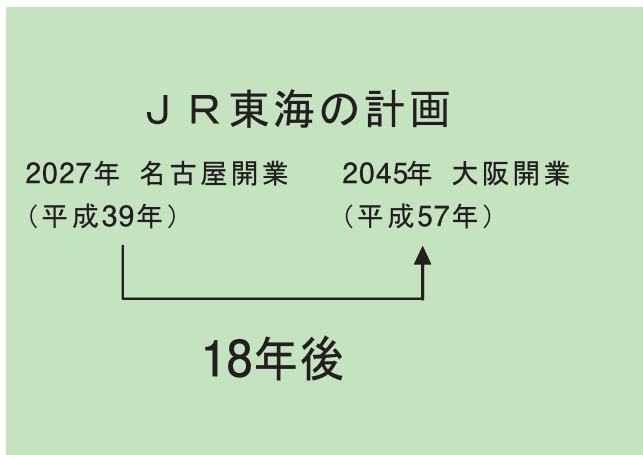 ＪＲ東海の計画
2027年 名古屋開業
（平成39年）
2045年 大阪開業
（平成57年）
18年後